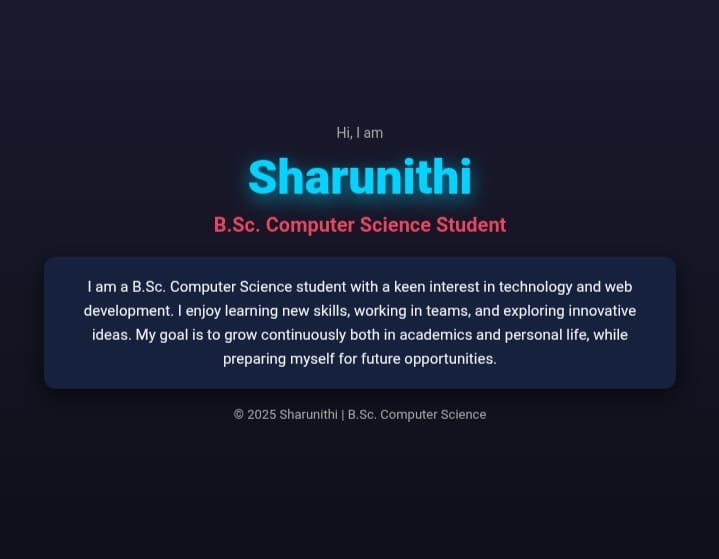 Hi, I am
Sharunithi
B.Sc. Computer Science Student
I am a B.Sc. Computer Science student with a keen interest in technology and web
development. I enjoy learning new skills, working in teams, and exploring innovative
ideas. My goal is to grow continuously both in academics and personal life, while
preparing myself for future opportunities.
© 2025 Sharunithi | B.Sc. Computer Science